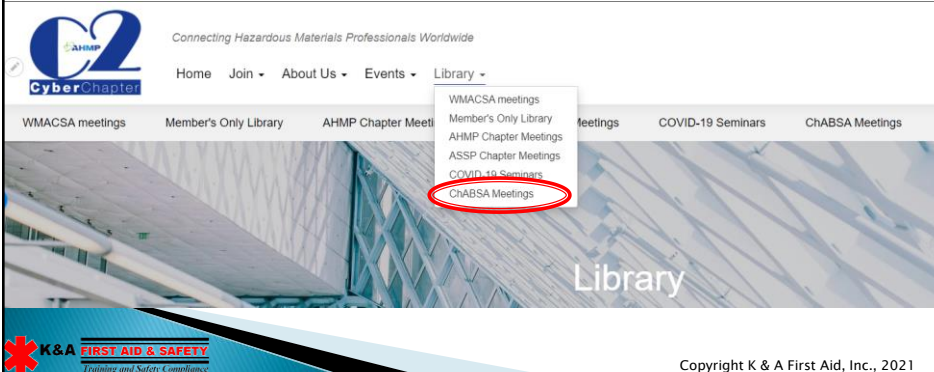 C2
AHMP
CyberChapter
Connecting Hazardous Materials Professionals Worldwide
Home Join About Us Events Library
WMACSA meetings Member's Only Library AHMP Chapter Meeti Meetings COVID-19 Seminars ChABSA Meetings
WMACSA meetings
Member's Only Library
AHMP Chapter Meetings
ASSP Chapter Meetings
COVID-19 Seminars
ChABSA Meetings
Library
K&A FIRST AID & SAFETY
Training and Safety Compliance
Copyright K & A First Aid, Inc., 2021